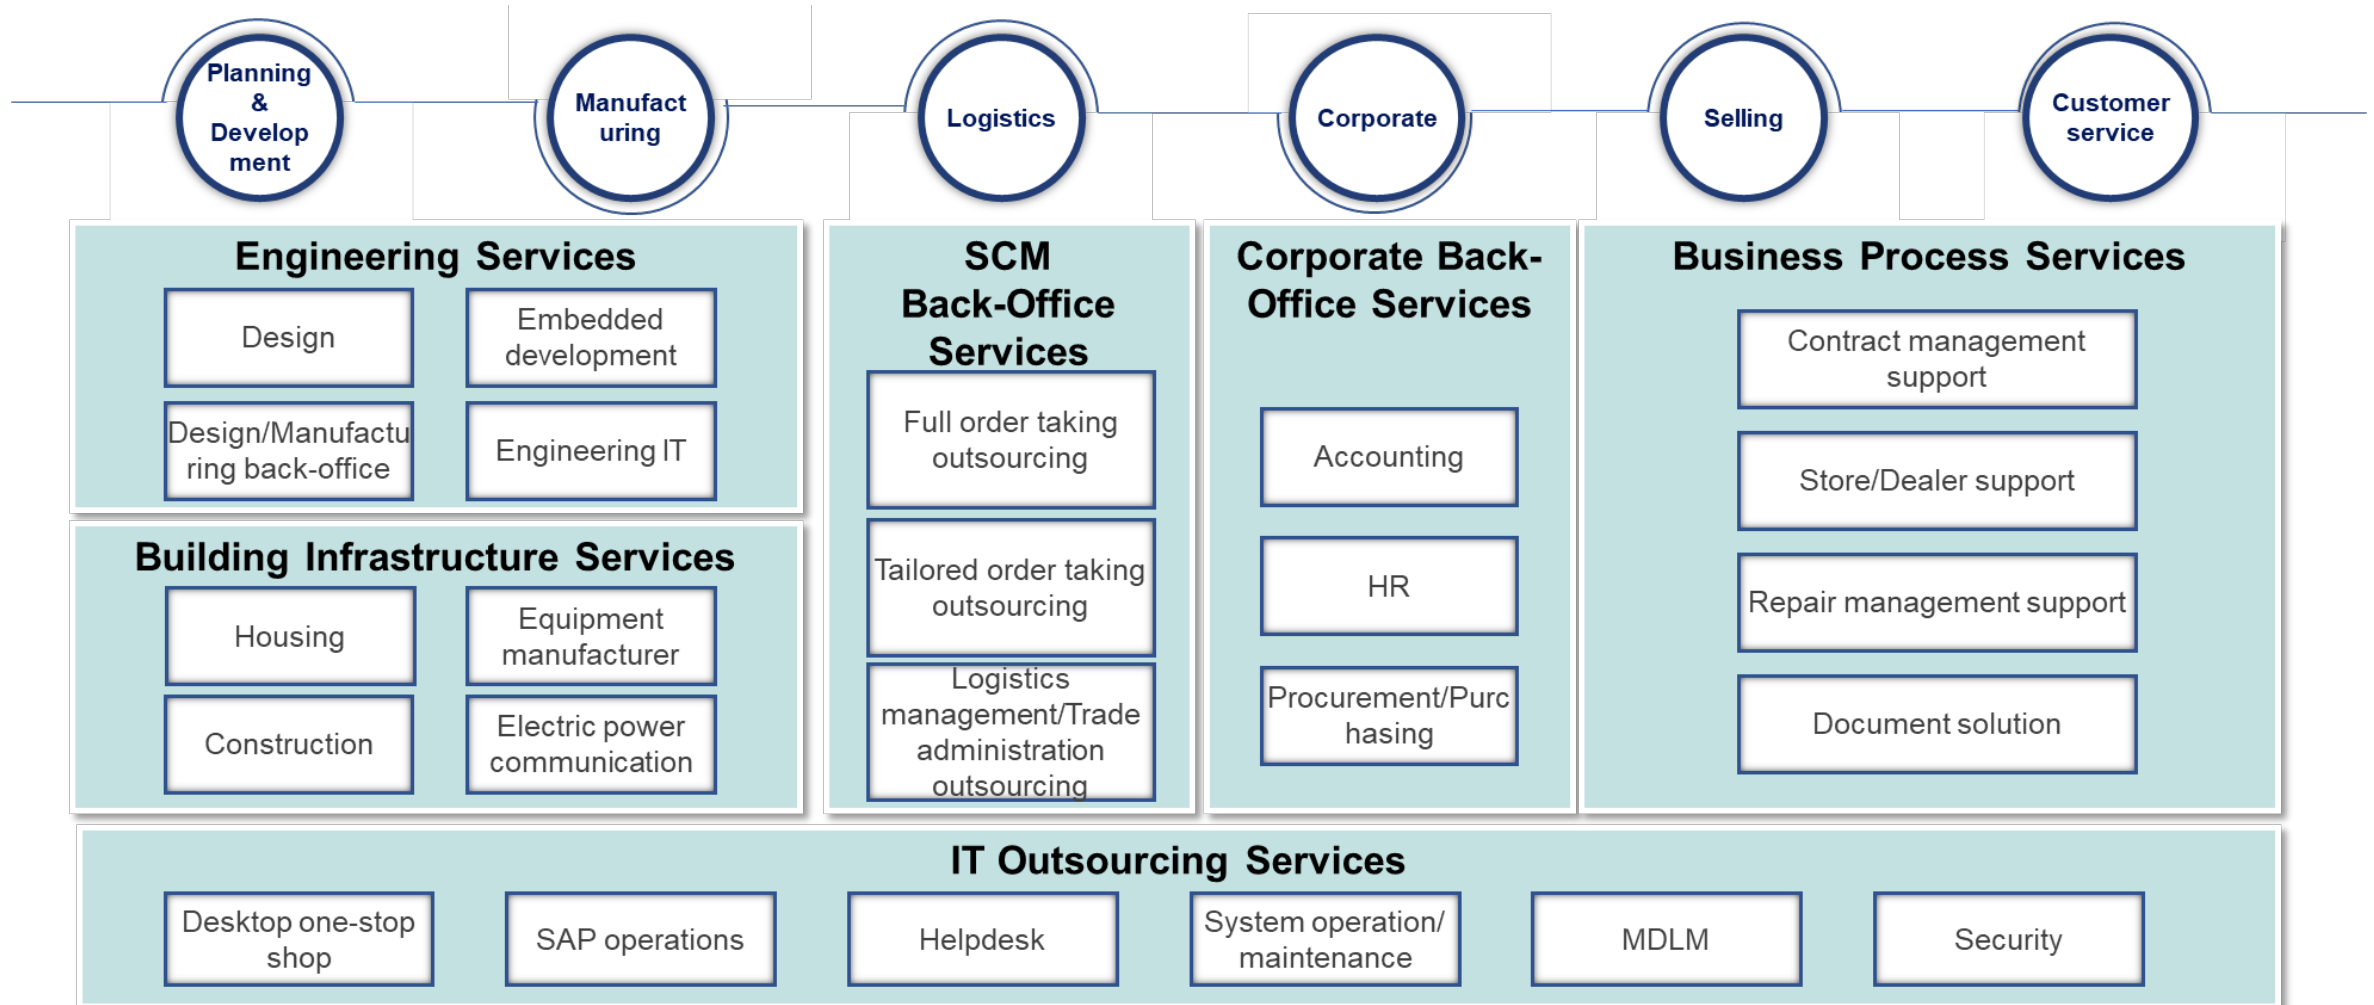 Planning
&
Develop
ment
Manufact
uring
Logistics
Corporate
Selling
Customer
service
Engineering Services
Design
Embedded
development
Design/Manufactu
ring back-office
Engineering IT
Building Infrastructure Services
Housing
Equipment
manufacturer
Construction
Electric power
communication
SCM
Back-Office
Services
Full order taking
outsourcing
Tailored order taking
outsourcing
Logistics
management/Trade
administration
outsourcing
Corporate Back-
Office Services
Accounting
HR
Procurement/Purc
hasing
Business Process Services
Contract management
support
Store/Dealer support
Repair management support
Document solution
IT Outsourcing Services
Desktop one-stop
shop
SAP operations
Helpdesk
System operation/
maintenance
MDLM
Security